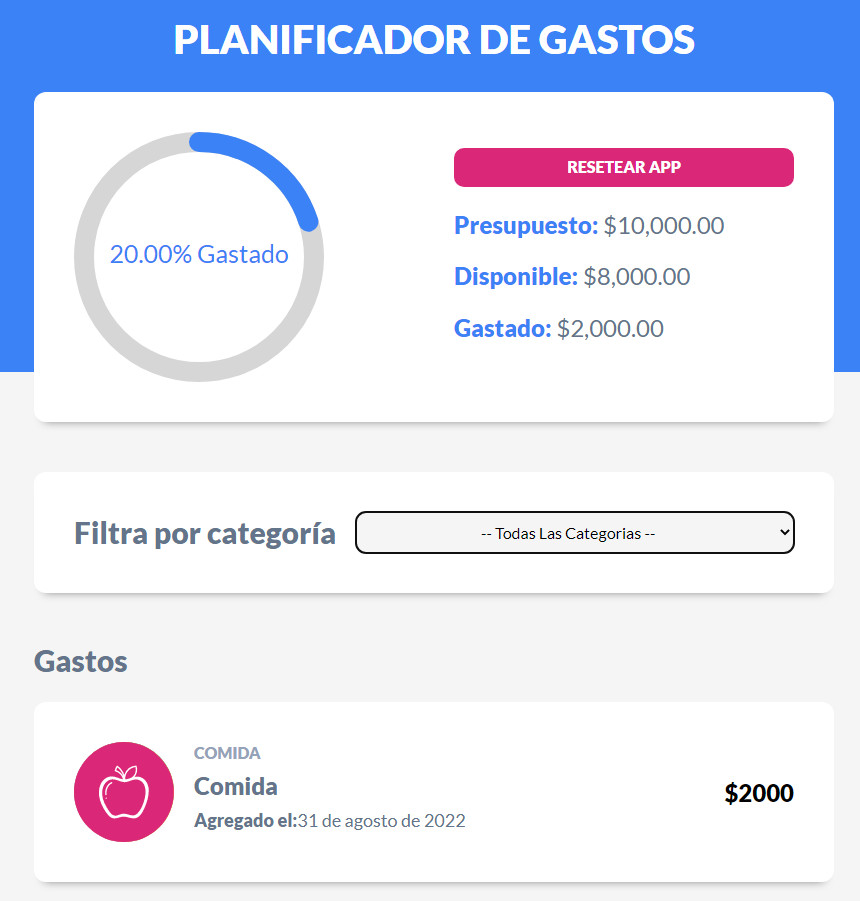 PLANIFICADOR DE GASTOS
20.00% Gastado
RESETEAR APP
Presupuesto: $10,000.00
Disponible: $8,000.00
Gastado: $2,000.00
Filtra por categoría
-- Todas Las Categorias --
Gastos
COMIDA
Comida
Agregado el:31 de agosto de 2022
$2000